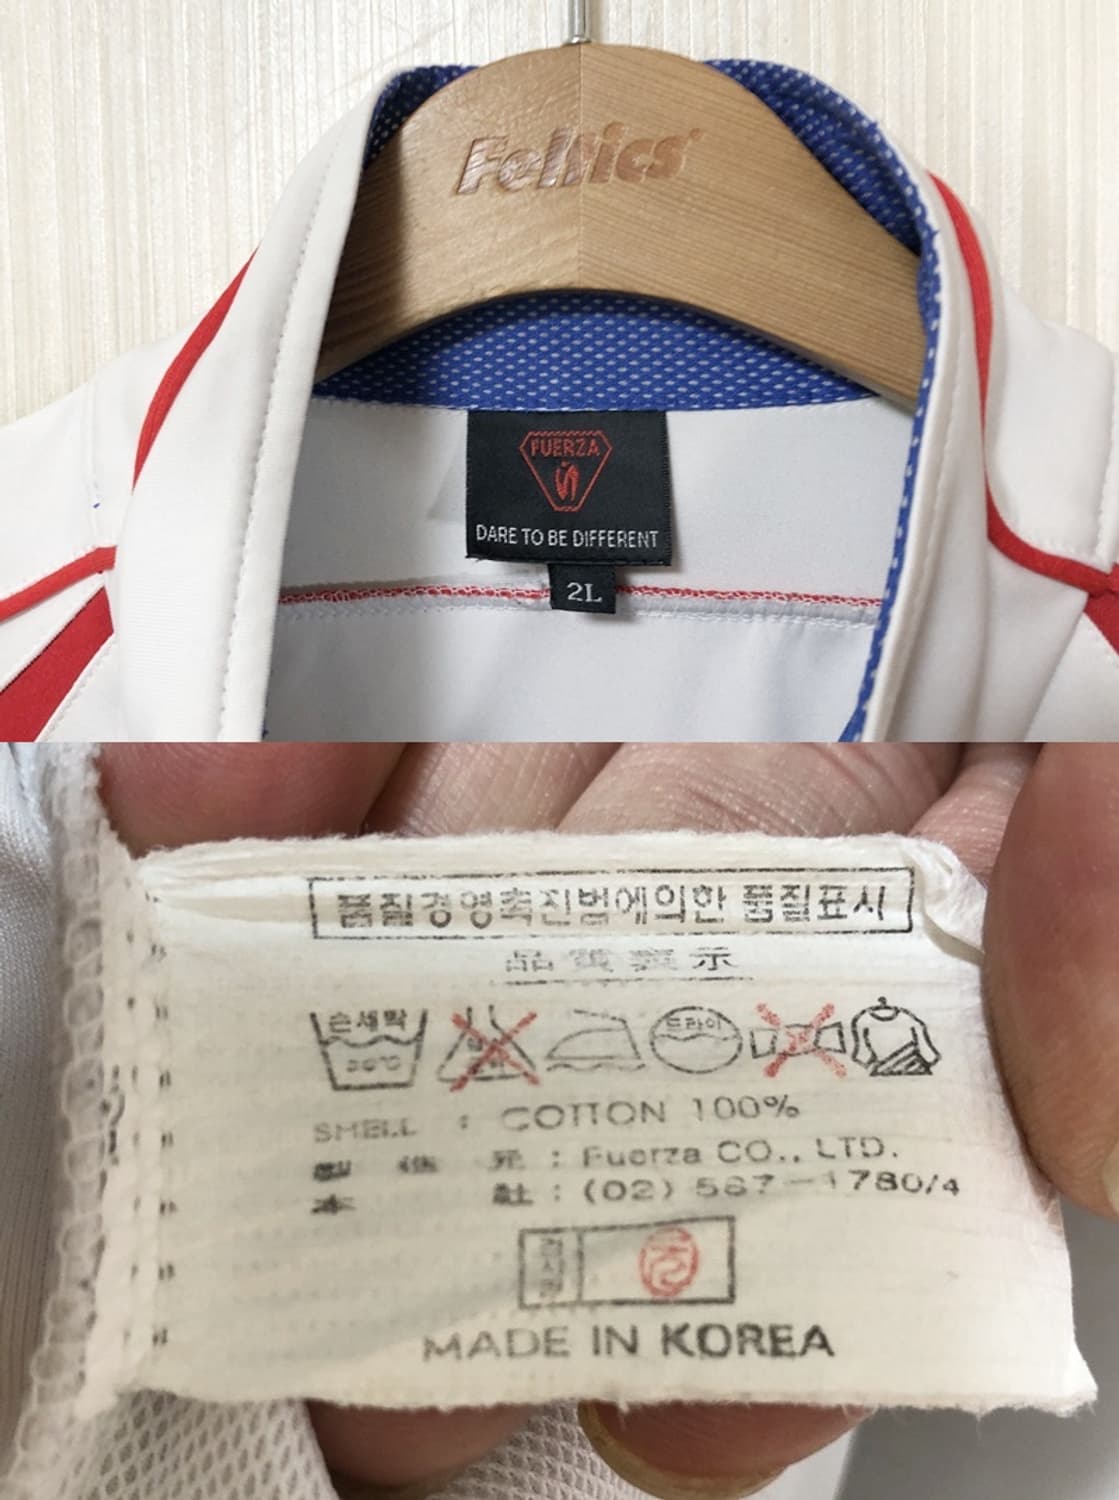 Feltics
FUERZA
DARE TO BE DIFFERENT
2L
품질경영촉진법에의한 품질표시
品質表示
손세탁
30°C
드라이
SHELL : COTTON 100%
製作元 : Fuerza CO., LTD.
本社 : (02) 567-1780/4
MADE IN KOREA